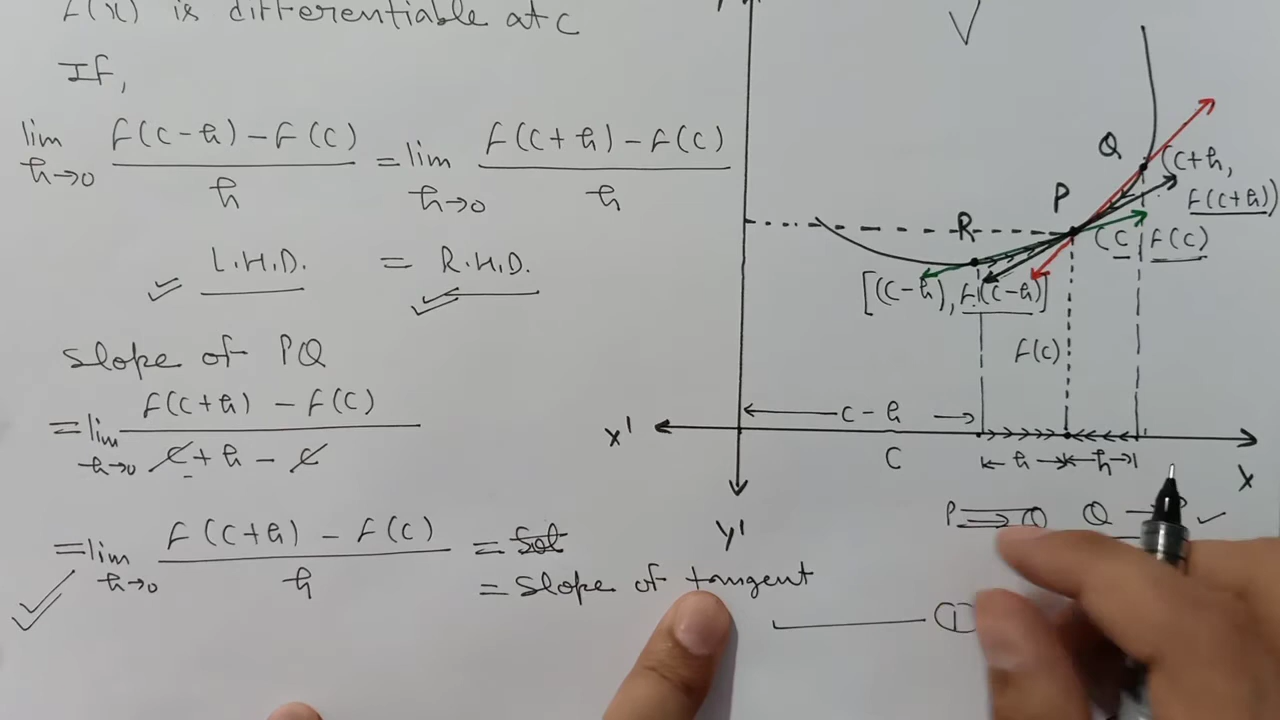 f(x) is differentiable at c
If,
lim h→0 f(c-h) - f(c) / h = lim h→0 f(c+h) - f(c) / h
L.H.D. = R.H.D.
Slope of PQ
= lim h→0 f(c+h) - f(c) / c + h - c
= lim h→0 f(c+h) - f(c) / h
= slope of tangent
①
Q
(c+h,
f(c+h))
P
(c f(c)
R
[(c-h), f(c-h)]
f(c)
c - h
X'
C
h
h
X
Y'
P ⇒ Q
Q →